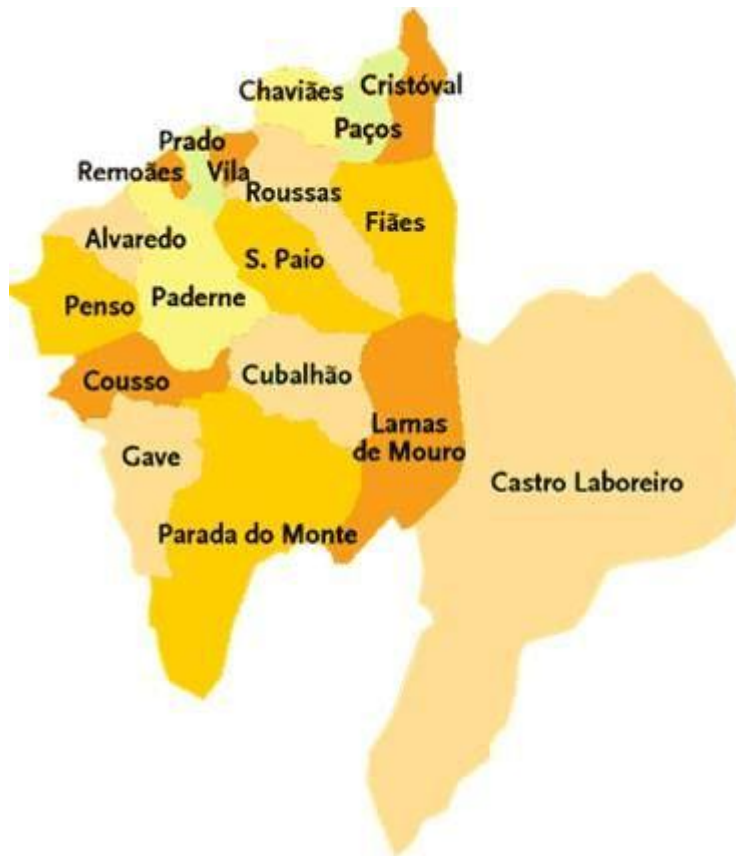 Cristóval
Chaviães
Paços
Prado
Remoães
Vila
Roussas
Fiães
Alvaredo
S. Paio
Penso
Paderne
Cousso
Cubalhão
Lamas
de Mouro
Gave
Castro Laboreiro
Parada do Monte